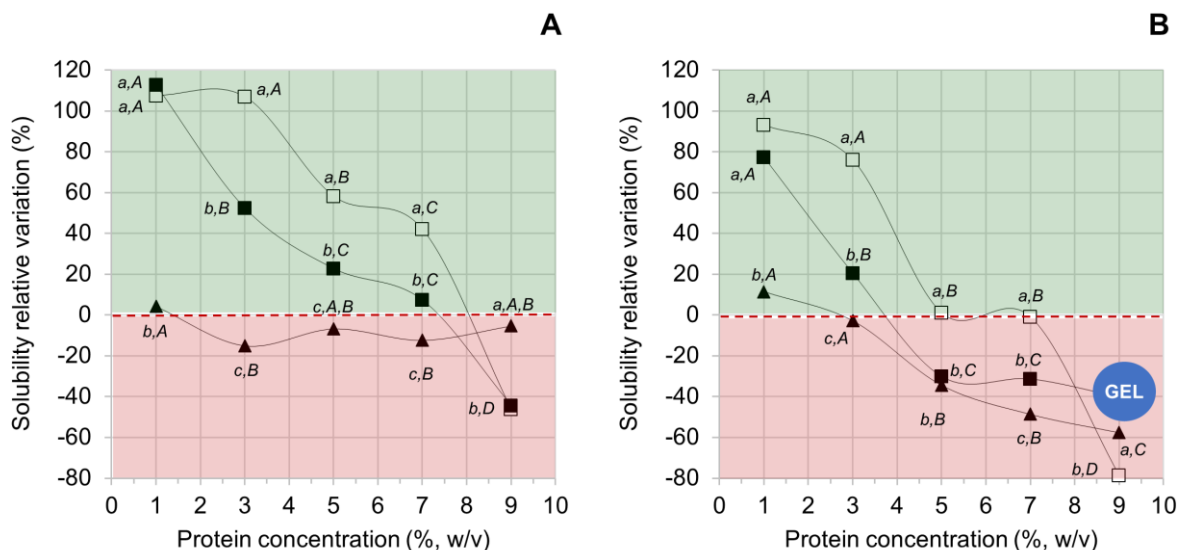 A
120
100
80
60
40
20
0
-20
-40
-60
-80
0 1 2 3 4 5 6 7 8 9 10
Solubility relative variation (%)
Protein concentration (%, w/v)
a,A
a,A
a,A
b,B
a,B
a,C
b,C
b,C
c,A,B
a,A,B
b,A
c,B
c,B
b,D
B
120
100
80
60
40
20
0
-20
-40
-60
-80
0 1 2 3 4 5 6 7 8 9 10
Solubility relative variation (%)
Protein concentration (%, w/v)
a,A
a,A
a,A
b,B
b,A
a,B
a,B
c,A
b,C
b,C
GEL
b,B
c,B
a,C
b,D